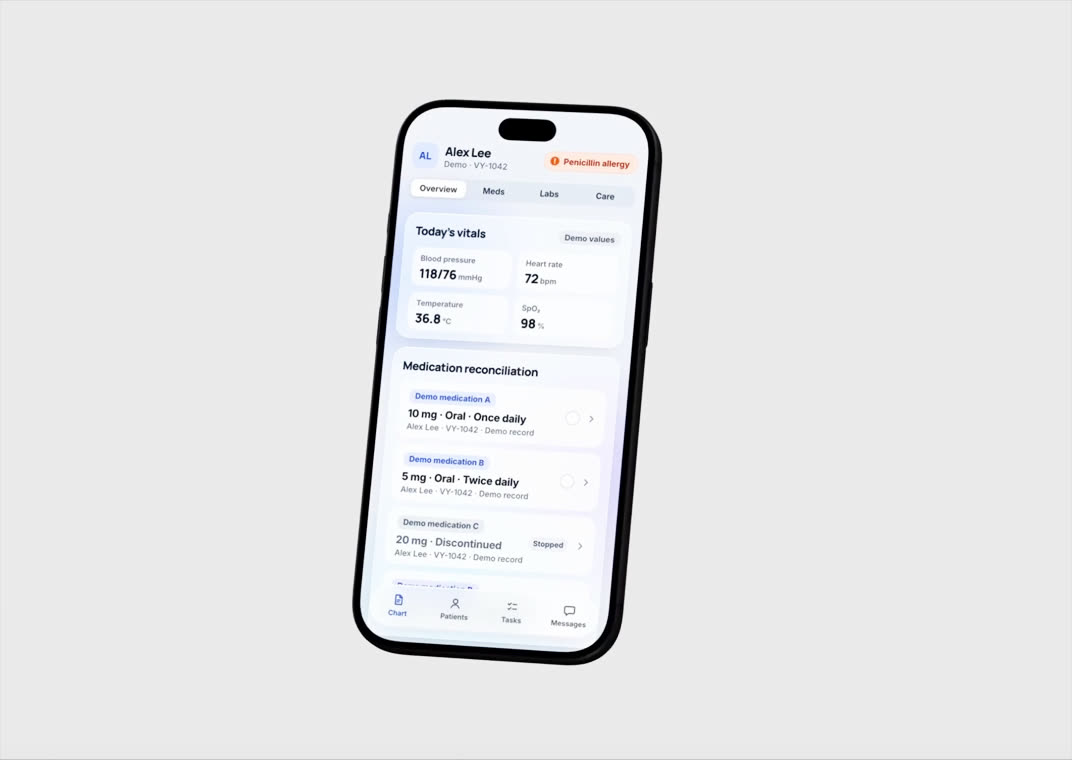 AL
Alex Lee
Demo · VY-1042
Penicillin allergy
Overview
Meds
Labs
Care
Today's vitals
Demo values
Blood pressure
118/76 mmHg
Heart rate
72 bpm
Temperature
36.8 °C
SpO₂
98 %
Medication reconciliation
Demo medication A
10 mg · Oral · Once daily
Alex Lee · VY-1042 · Demo record
Demo medication B
5 mg · Oral · Twice daily
Alex Lee · VY-1042 · Demo record
Demo medication C
20 mg · Discontinued
Stopped
Alex Lee · VY-1042 · Demo record
Chart
Patients
Tasks
Messages